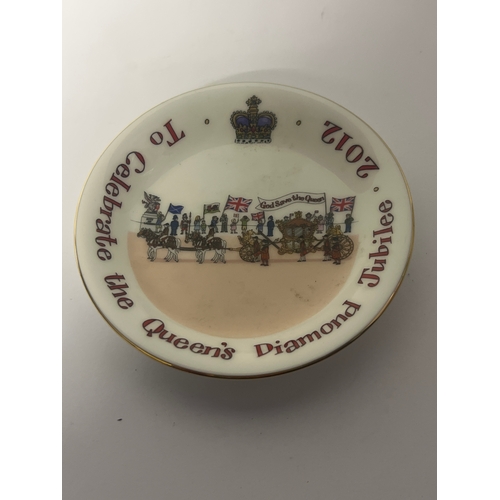 To Celebrate the Queen's Diamond Jubilee · 2012 ·
God Save the Queen